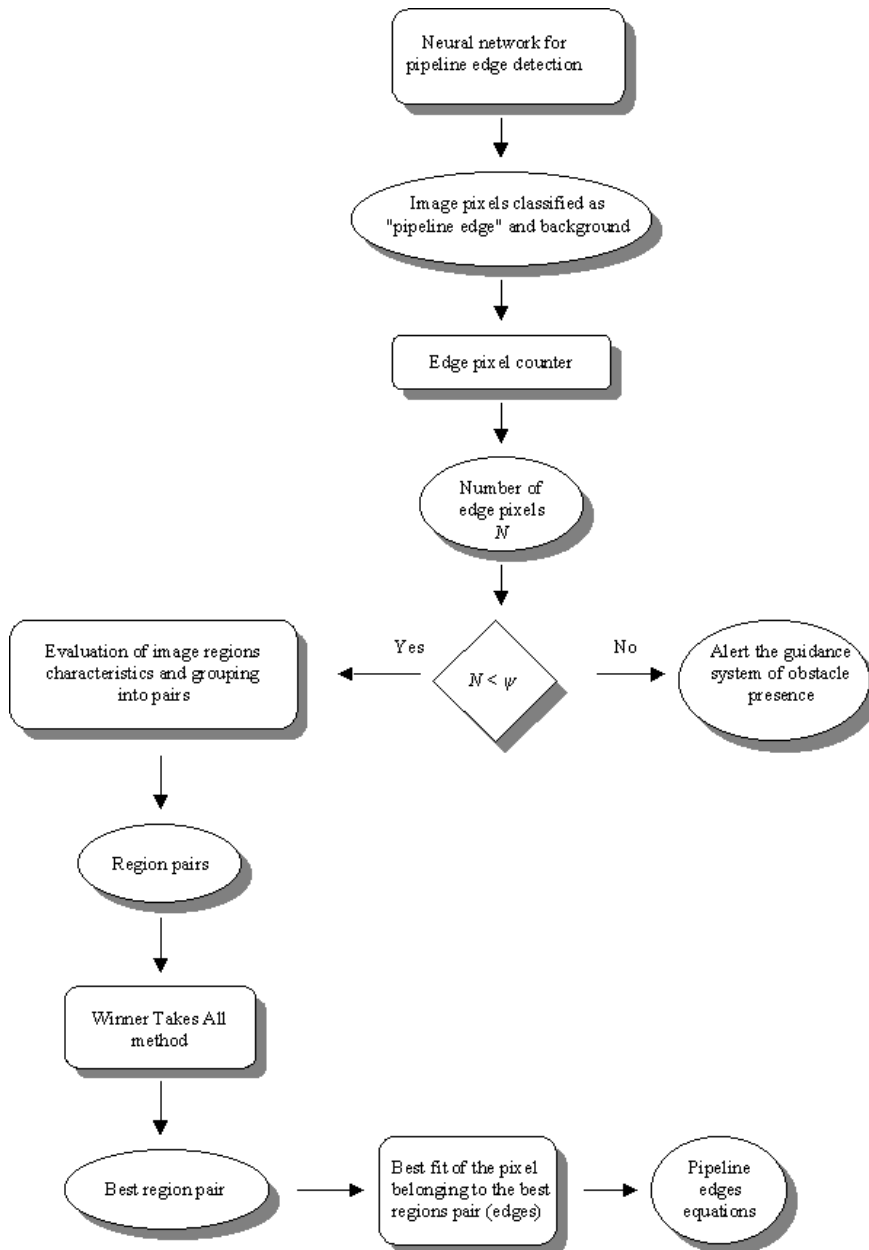 Neural network for
pipeline edge detection
Image pixels classified as
"pipeline edge" and background
Edge pixel counter
Number of
edge pixels
N
Yes
N < ψ
No
Evaluation of image regions
characteristics and grouping
into pairs
Alert the guidance
system of obstacle
presence
Region pairs
Winner Takes All
method
Best region pair
Best fit of the pixel
belonging to the best
regions pair (edges)
Pipeline
edges
equations